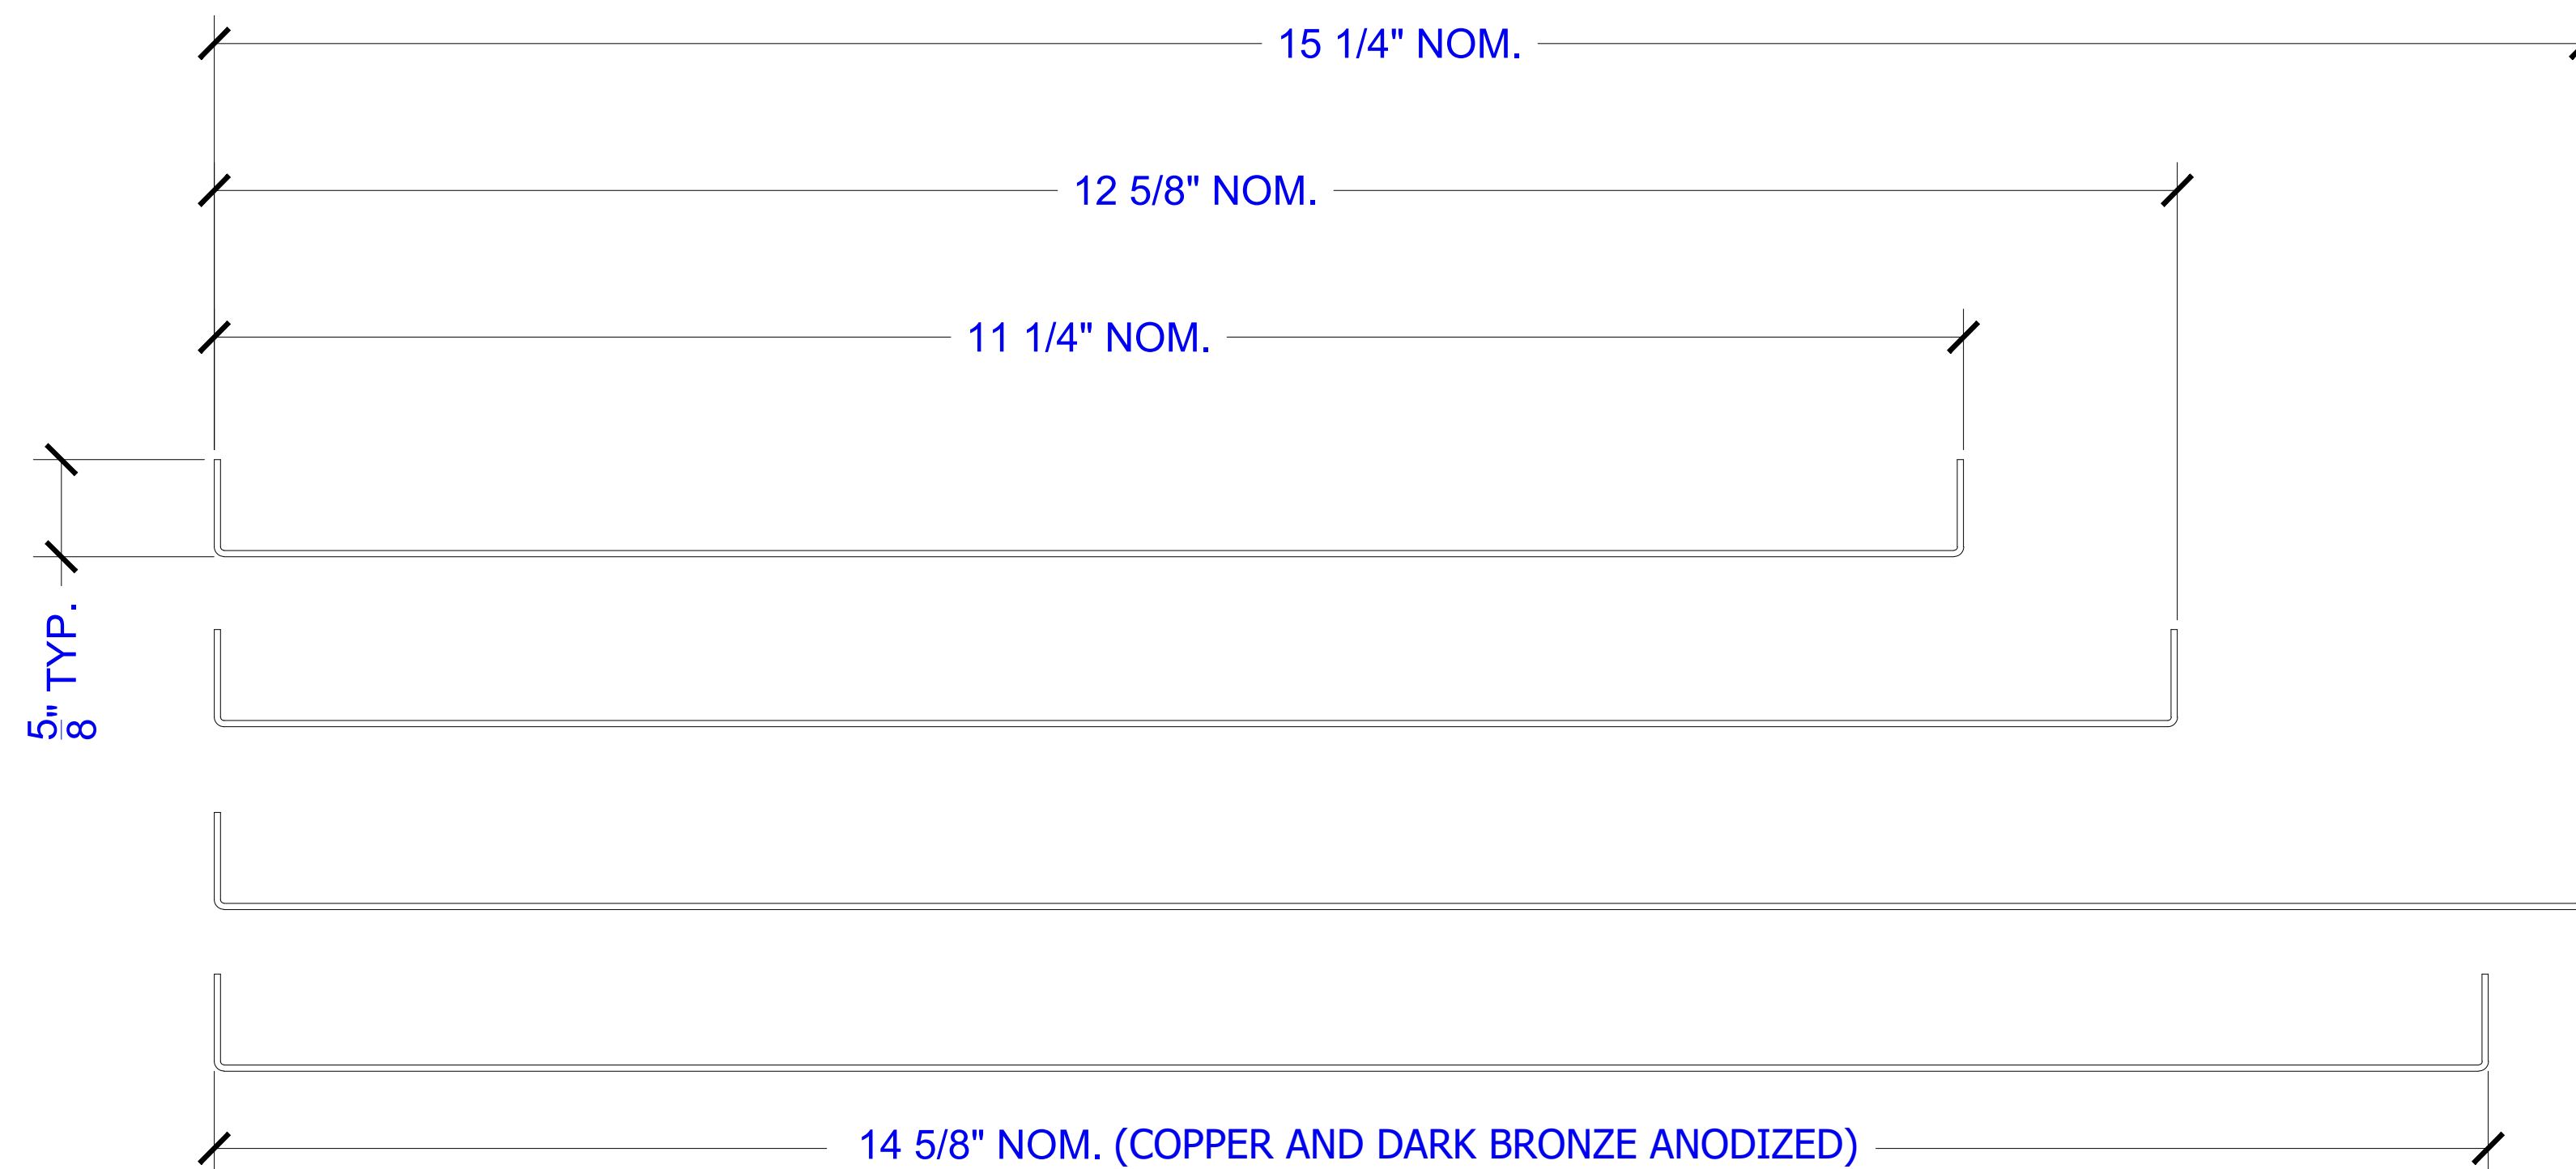 15 1/4" NOM.
12 5/8" NOM.
11 1/4" NOM.
5/8" TYP.
14 5/8" NOM. (COPPER AND DARK BRONZE ANODIZED)